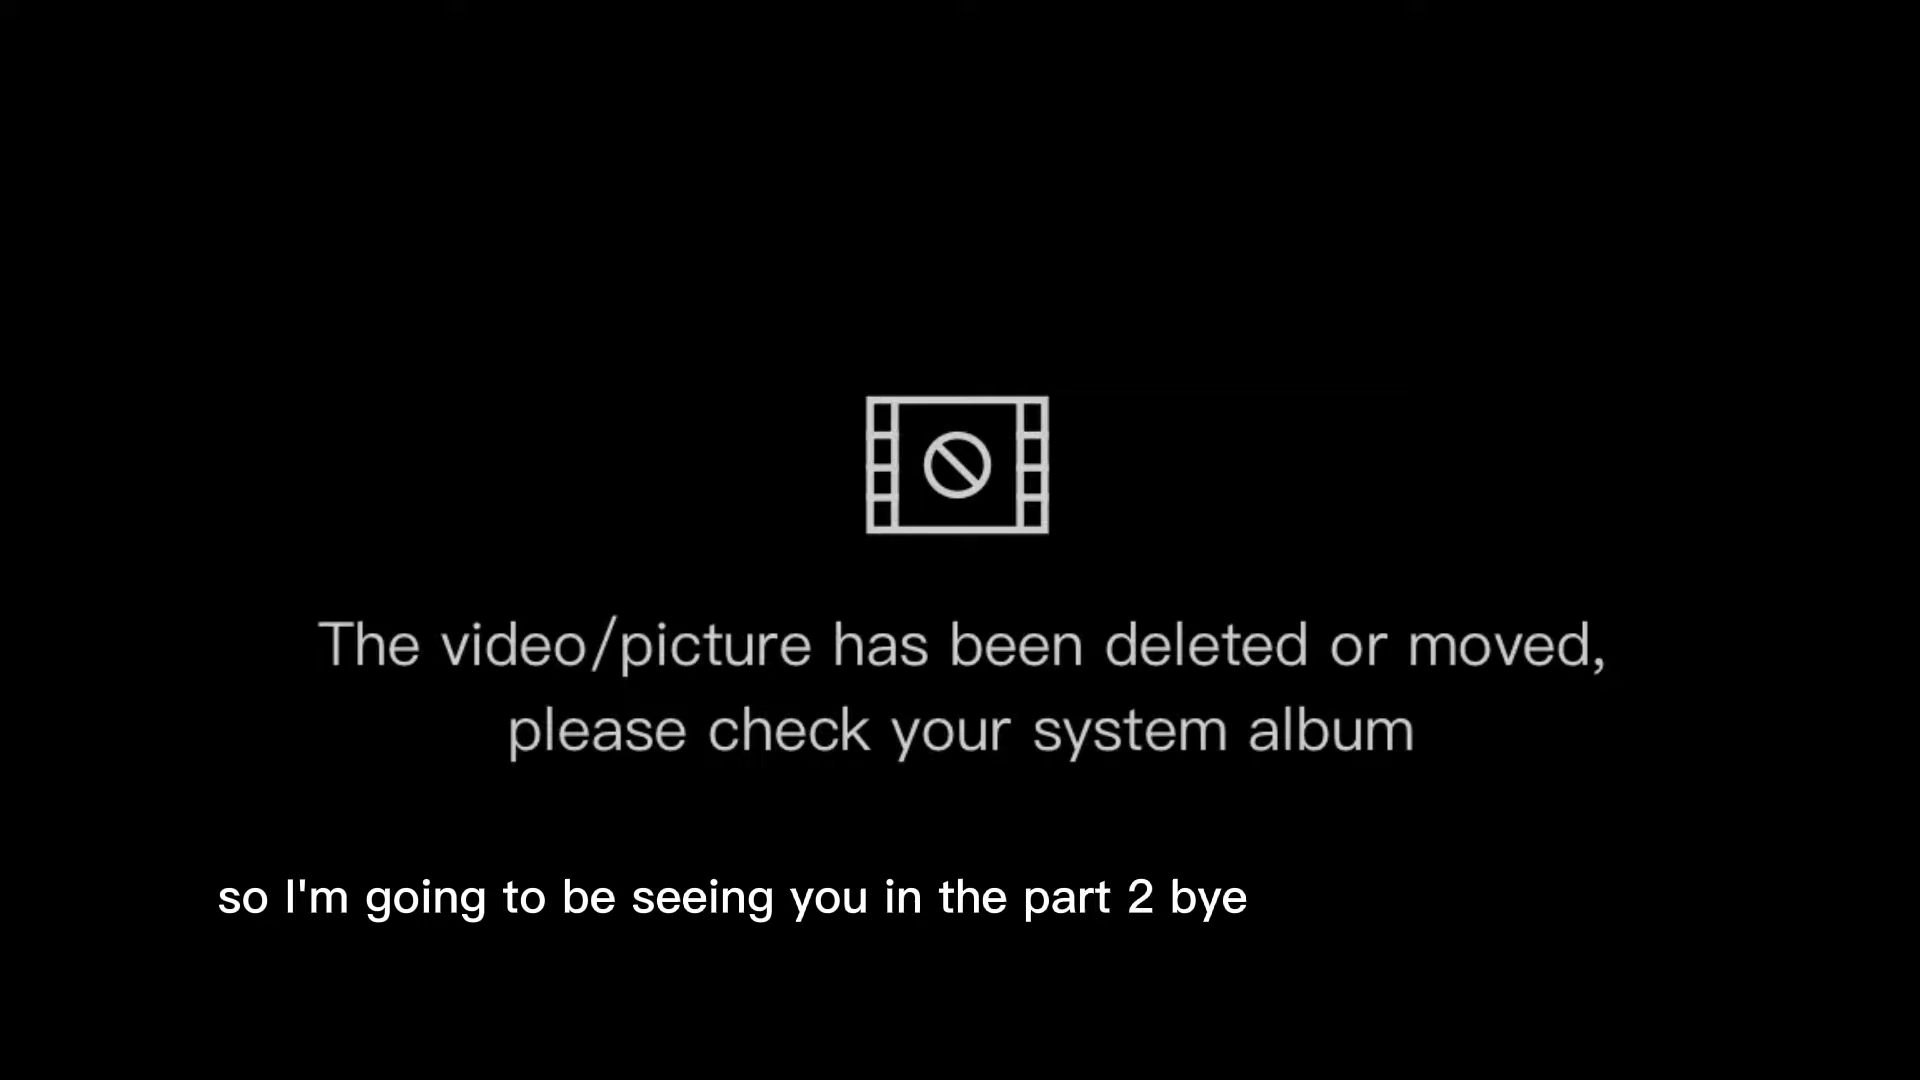 The video/picture has been deleted or moved,
please check your system album
so I'm going to be seeing you in the part 2 bye